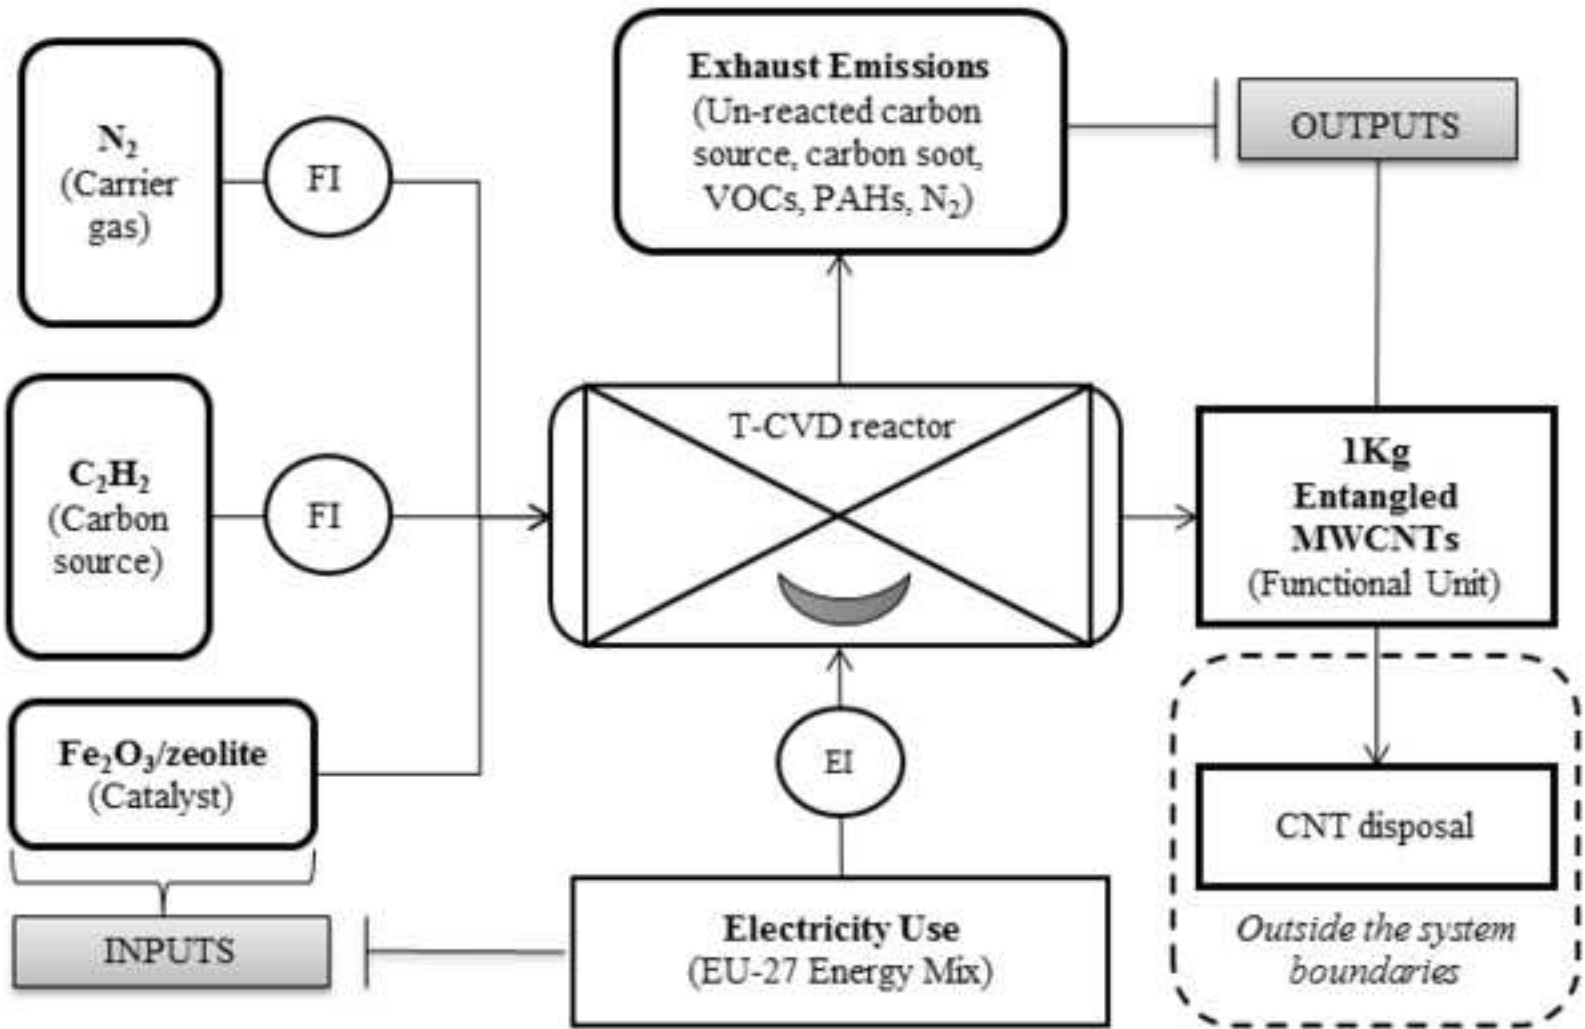 N₂
(Carrier
gas)
FI
Exhaust Emissions
(Un-reacted carbon
source, carbon soot,
VOCs, PAHs, N₂)
OUTPUTS
C₂H₂
(Carbon
source)
FI
T-CVD reactor
1Kg
Entangled
MWCNTs
(Functional Unit)
Fe₂O₃/zeolite
(Catalyst)
INPUTS
EI
Electricity Use
(EU-27 Energy Mix)
CNT disposal
Outside the system
boundaries